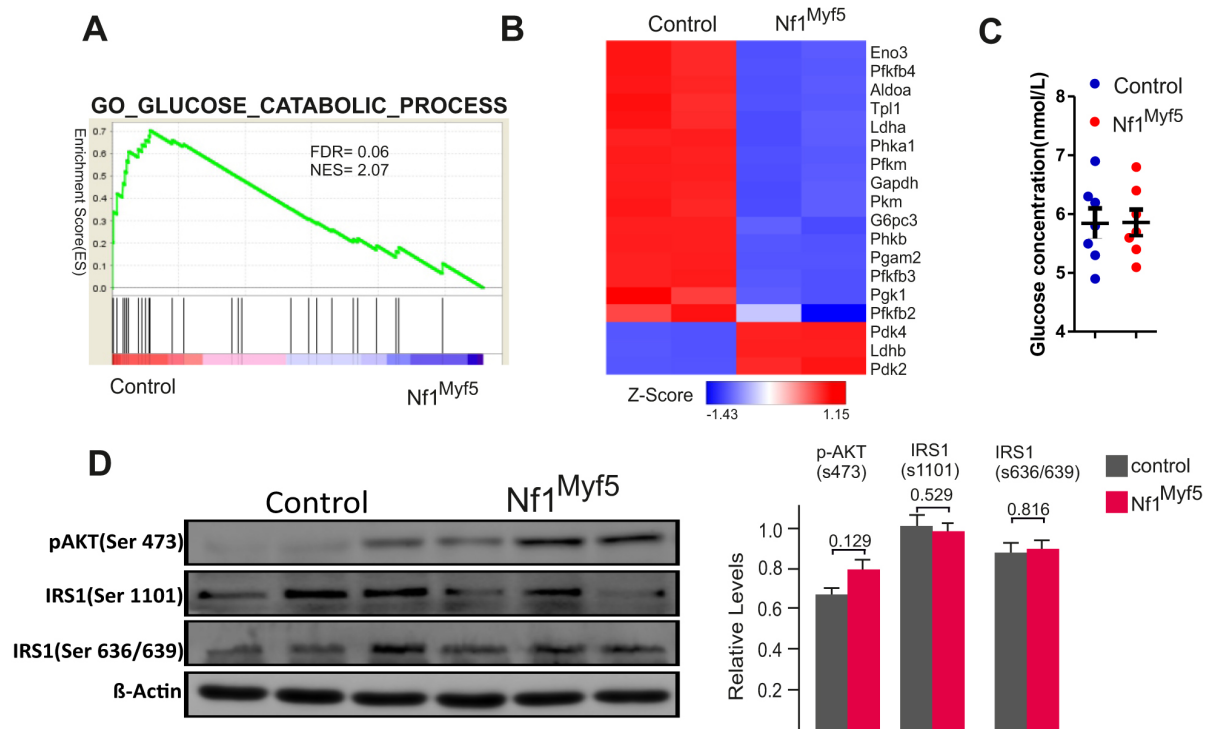 A
GO_GLUCOSE_CATABOLIC_PROCESS
Enrichment Score(ES)
0.7
0.6
0.5
0.4
0.3
0.2
0.1
0.0
FDR= 0.06
NES= 2.07
Control
Nf1Myf5
B
Control
Nf1Myf5
Eno3
Pfkfb4
Aldoa
Tpl1
Ldha
Phka1
Pfkm
Gapdh
Pkm
G6pc3
Phkb
Pgam2
Pfkfb3
Pgk1
Pfkfb2
Pdk4
Ldhb
Pdk2
Z-Score
-1.43
1.15
C
Control
Nf1Myf5
Glucose concentration(nmol/L)
8
7
6
5
4
D
Control
Nf1Myf5
pAKT(Ser 473)
IRS1(Ser 1101)
IRS1(Ser 636/639)
ß-Actin
p-AKT
(s473)
IRS1
(s1101)
IRS1
(s636/639)
control
Nf1Myf5
0.129
0.529
0.816
Relative Levels
1.0
0.8
0.6
0.4
0.2